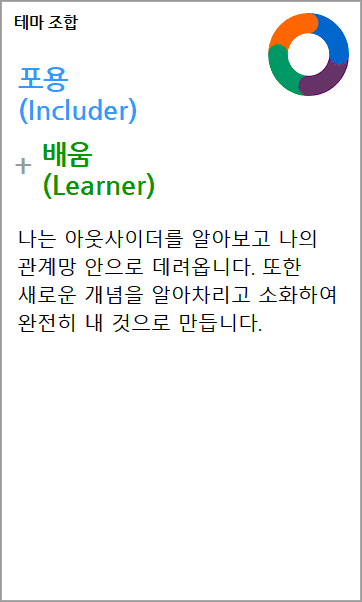 테마 조합
포용
(Includer)
+ 배움
(Learner)
나는 아웃사이더를 알아보고 나의
관계망 안으로 데려옵니다. 또한
새로운 개념을 알아차리고 소화하여
완전히 내 것으로 만듭니다.